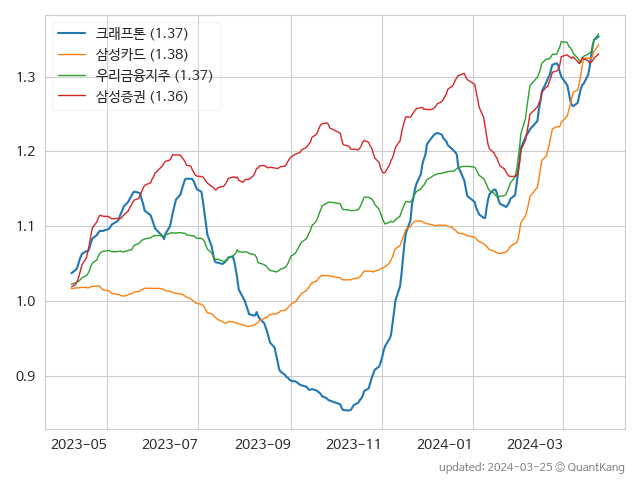 크래프톤 (1.37)
삼성카드 (1.38)
우리금융지주 (1.37)
삼성증권 (1.36)
1.3
1.2
1.1
1.0
0.9
2023-05 2023-07 2023-09 2023-11 2024-01 2024-03
updated: 2024-03-25 © QuantKang